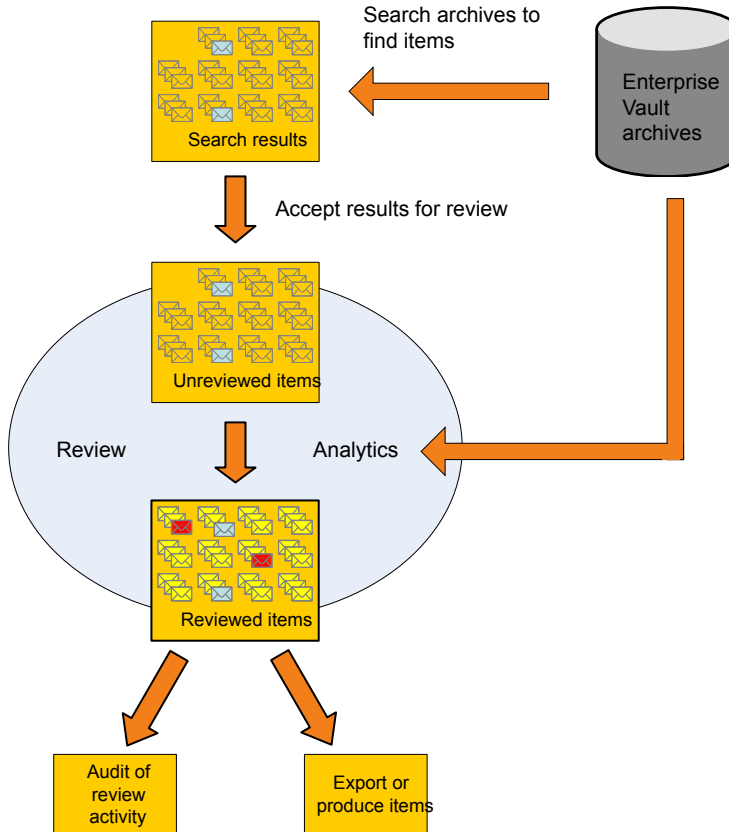 Search archives to
find items
Enterprise
Vault
archives
Search results
Accept results for review
Unreviewed items
Review
Analytics
Reviewed items
Audit of
review
activity
Export or
produce items